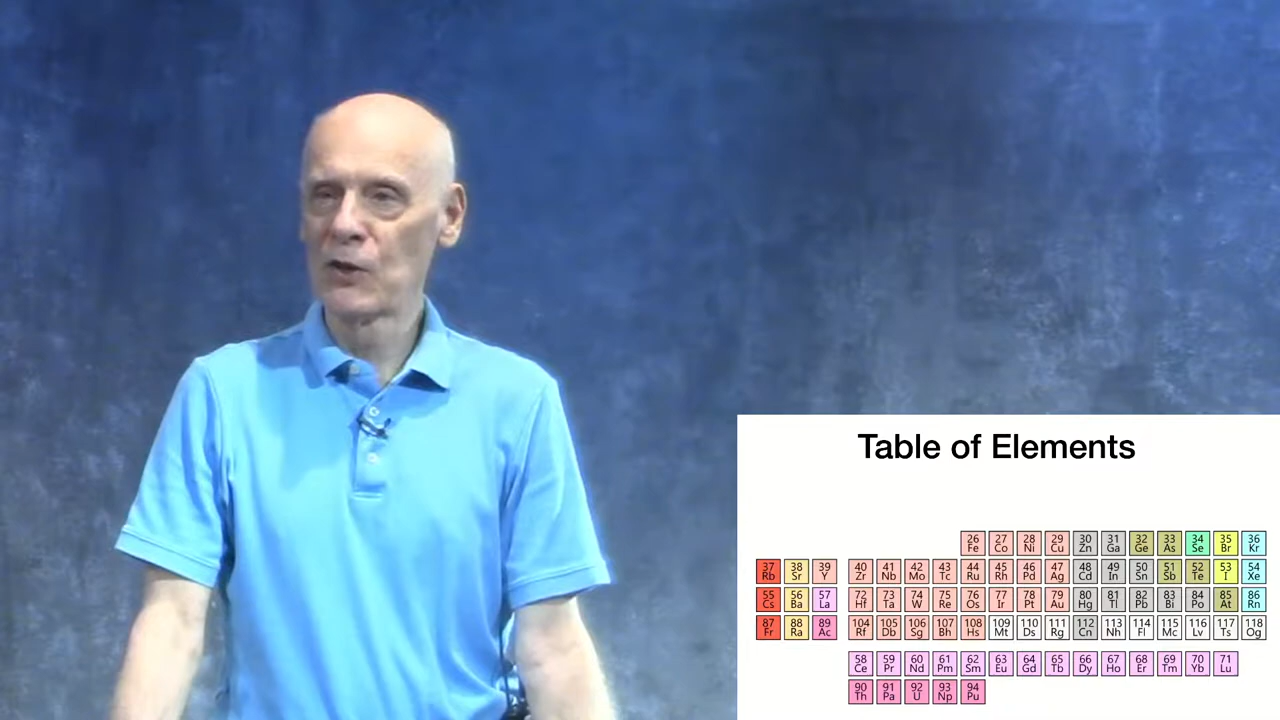 Table of Elements
26 Fe 27 Co 28 Ni 29 Cu 30 Zn 31 Ga 32 Ge 33 As 34 Se 35 Br 36 Kr
37 Rb 38 Sr 39 Y 40 Zr 41 Nb 42 Mo 43 Tc 44 Ru 45 Rh 46 Pd 47 Ag 48 Cd 49 In 50 Sn 51 Sb 52 Te 53 I 54 Xe
55 Cs 56 Ba 57 La 72 Hf 73 Ta 74 W 75 Re 76 Os 77 Ir 78 Pt 79 Au 80 Hg 81 Tl 82 Pb 83 Bi 84 Po 85 At 86 Rn
87 Fr 88 Ra 89 Ac 104 Rf 105 Db 106 Sg 107 Bh 108 Hs 109 Mt 110 Ds 111 Rg 112 Cn 113 Nh 114 Fl 115 Mc 116 Lv 117 Ts 118 Og
58 Ce 59 Pr 60 Nd 61 Pm 62 Sm 63 Eu 64 Gd 65 Tb 66 Dy 67 Ho 68 Er 69 Tm 70 Yb 71 Lu
90 Th 91 Pa 92 U 93 Np 94 Pu